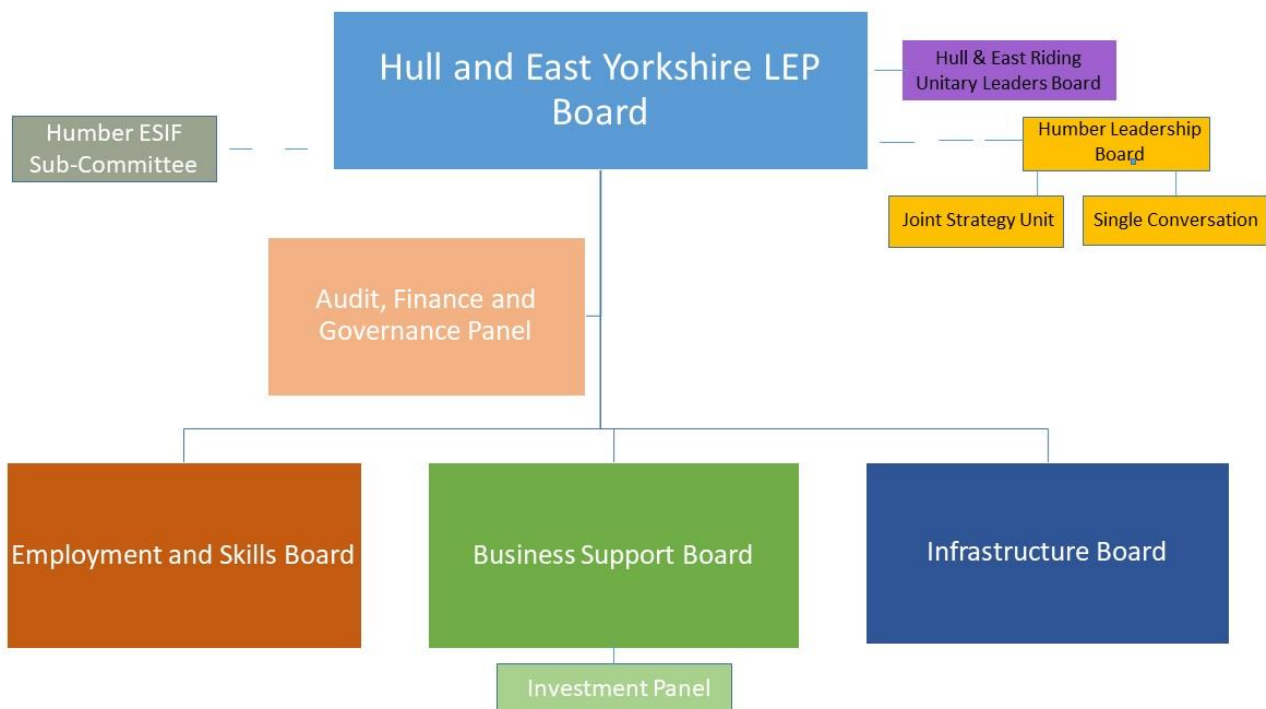 Hull and East Yorkshire LEP
Board
Hull & East Riding
Unitary Leaders Board
Humber ESIF
Sub-Committee
Humber Leadership
Board
Joint Strategy Unit
Single Conversation
Audit, Finance and
Governance Panel
Employment and Skills Board
Business Support Board
Infrastructure Board
Investment Panel